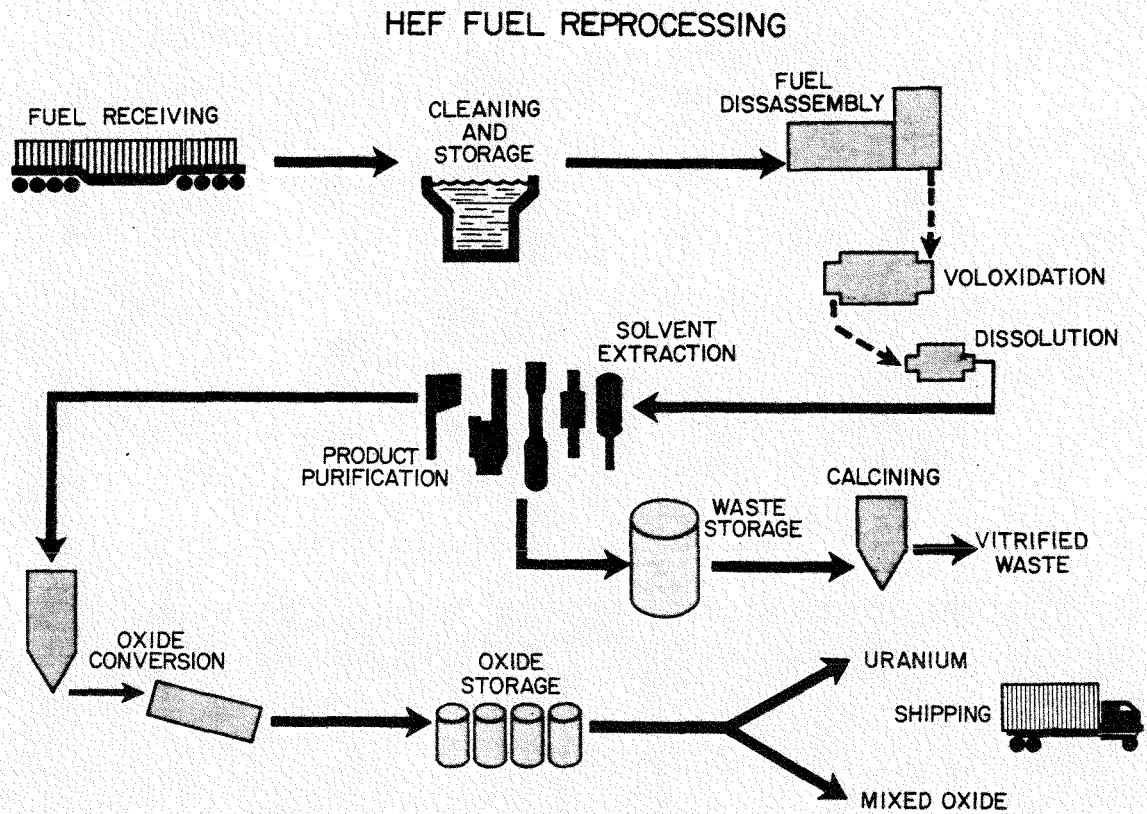 HEF FUEL REPROCESSING
FUEL RECEIVING
CLEANING
AND
STORAGE
FUEL
DISSASSEMBLY
VOLOXIDATION
DISSOLUTION
SOLVENT
EXTRACTION
PRODUCT
PURIFICATION
WASTE
STORAGE
CALCINING
VITRIFIED
WASTE
OXIDE
CONVERSION
OXIDE
STORAGE
URANIUM
SHIPPING
MIXED OXIDE